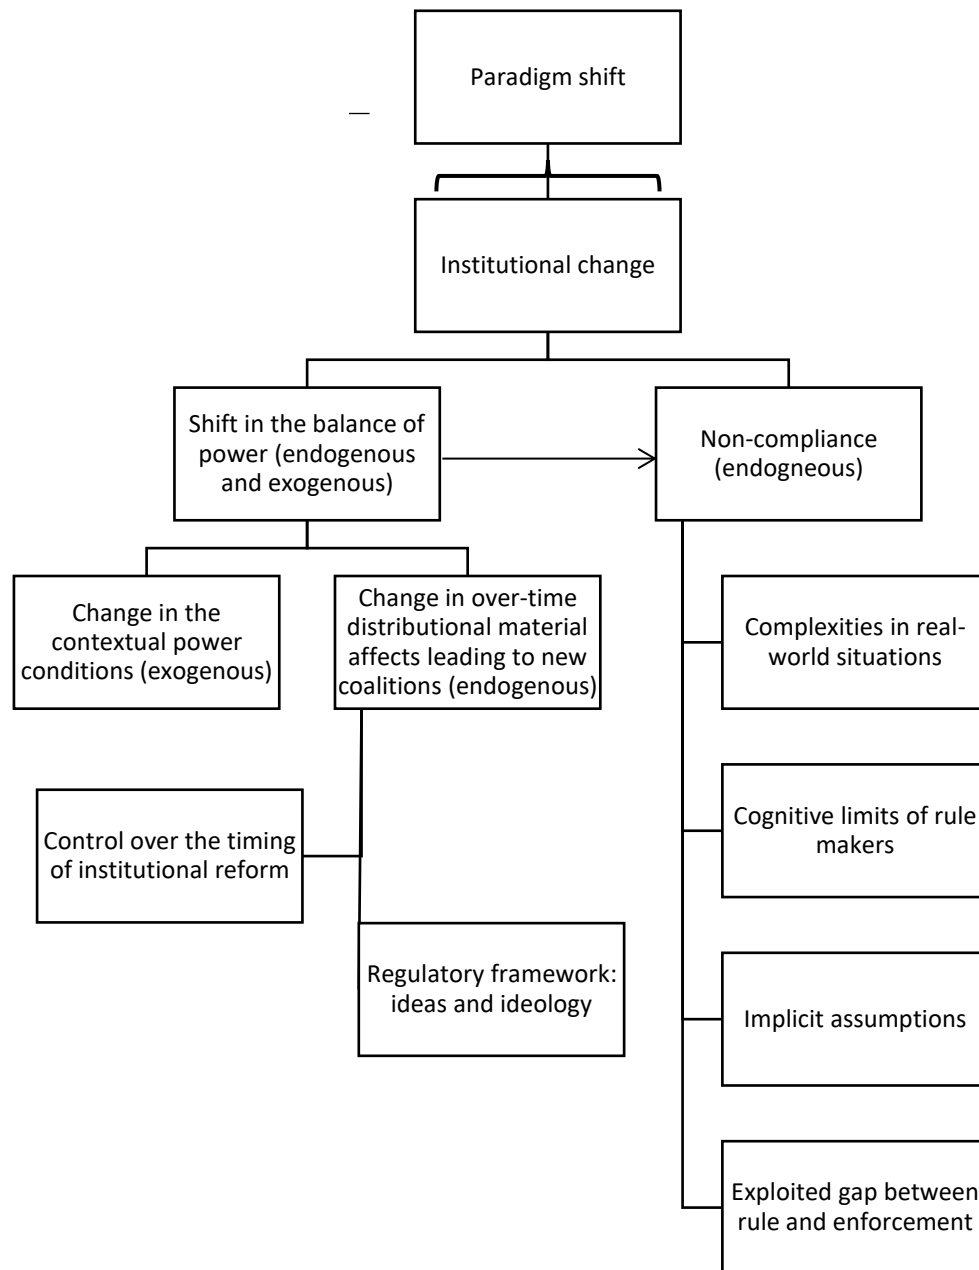 Paradigm shift
Institutional change
Shift in the balance of
power (endogenous
and exogenous)
Non-compliance
(endogneous)
Change in the
contextual power
conditions (exogenous)
Change in over-time
distributional material
affects leading to new
coalitions (endogenous)
Control over the timing
of institutional reform
Regulatory framework:
ideas and ideology
Complexities in real-
world situations
Cognitive limits of rule
makers
Implicit assumptions
Exploited gap between
rule and enforcement